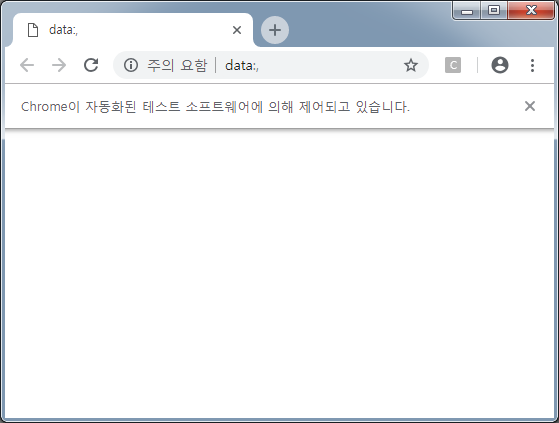 data:,
주의 요함 data:,
C
Chrome이 자동화된 테스트 소프트웨어에 의해 제어되고 있습니다.